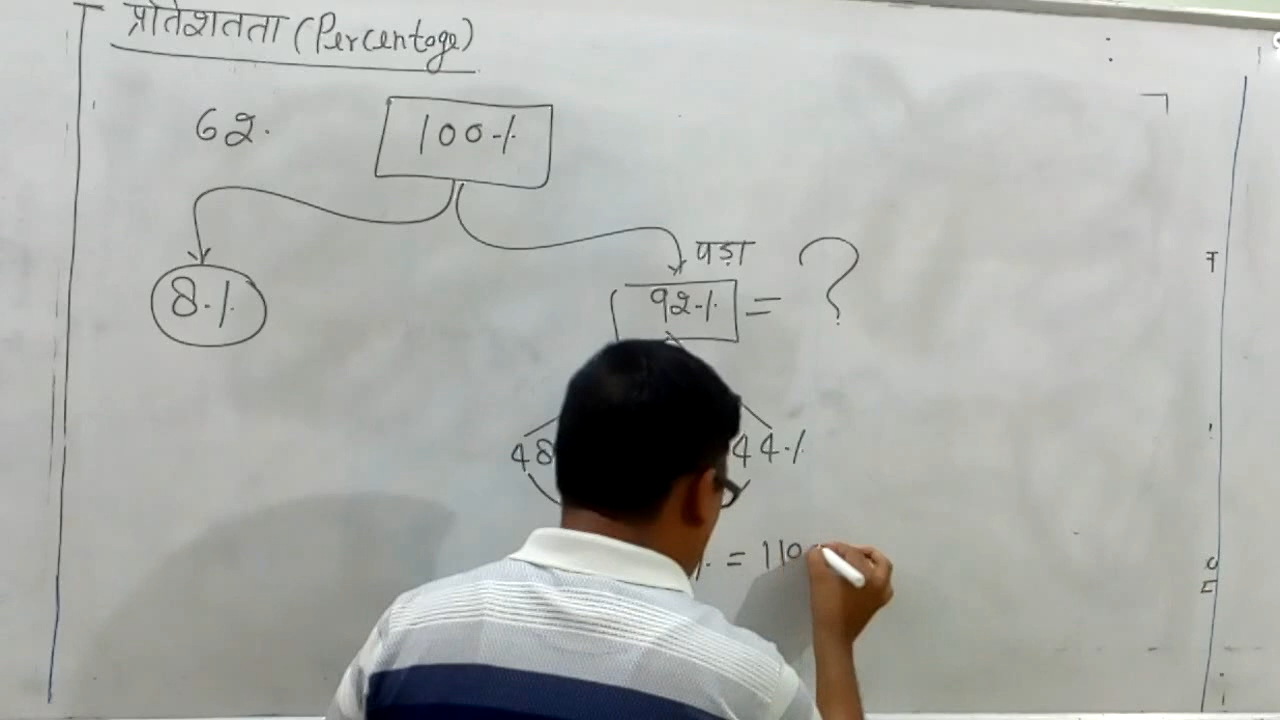 प्रतिशतता (Percentage)
62.
100%
पड़ा
8%
92% = ?
48
44%
% = 110